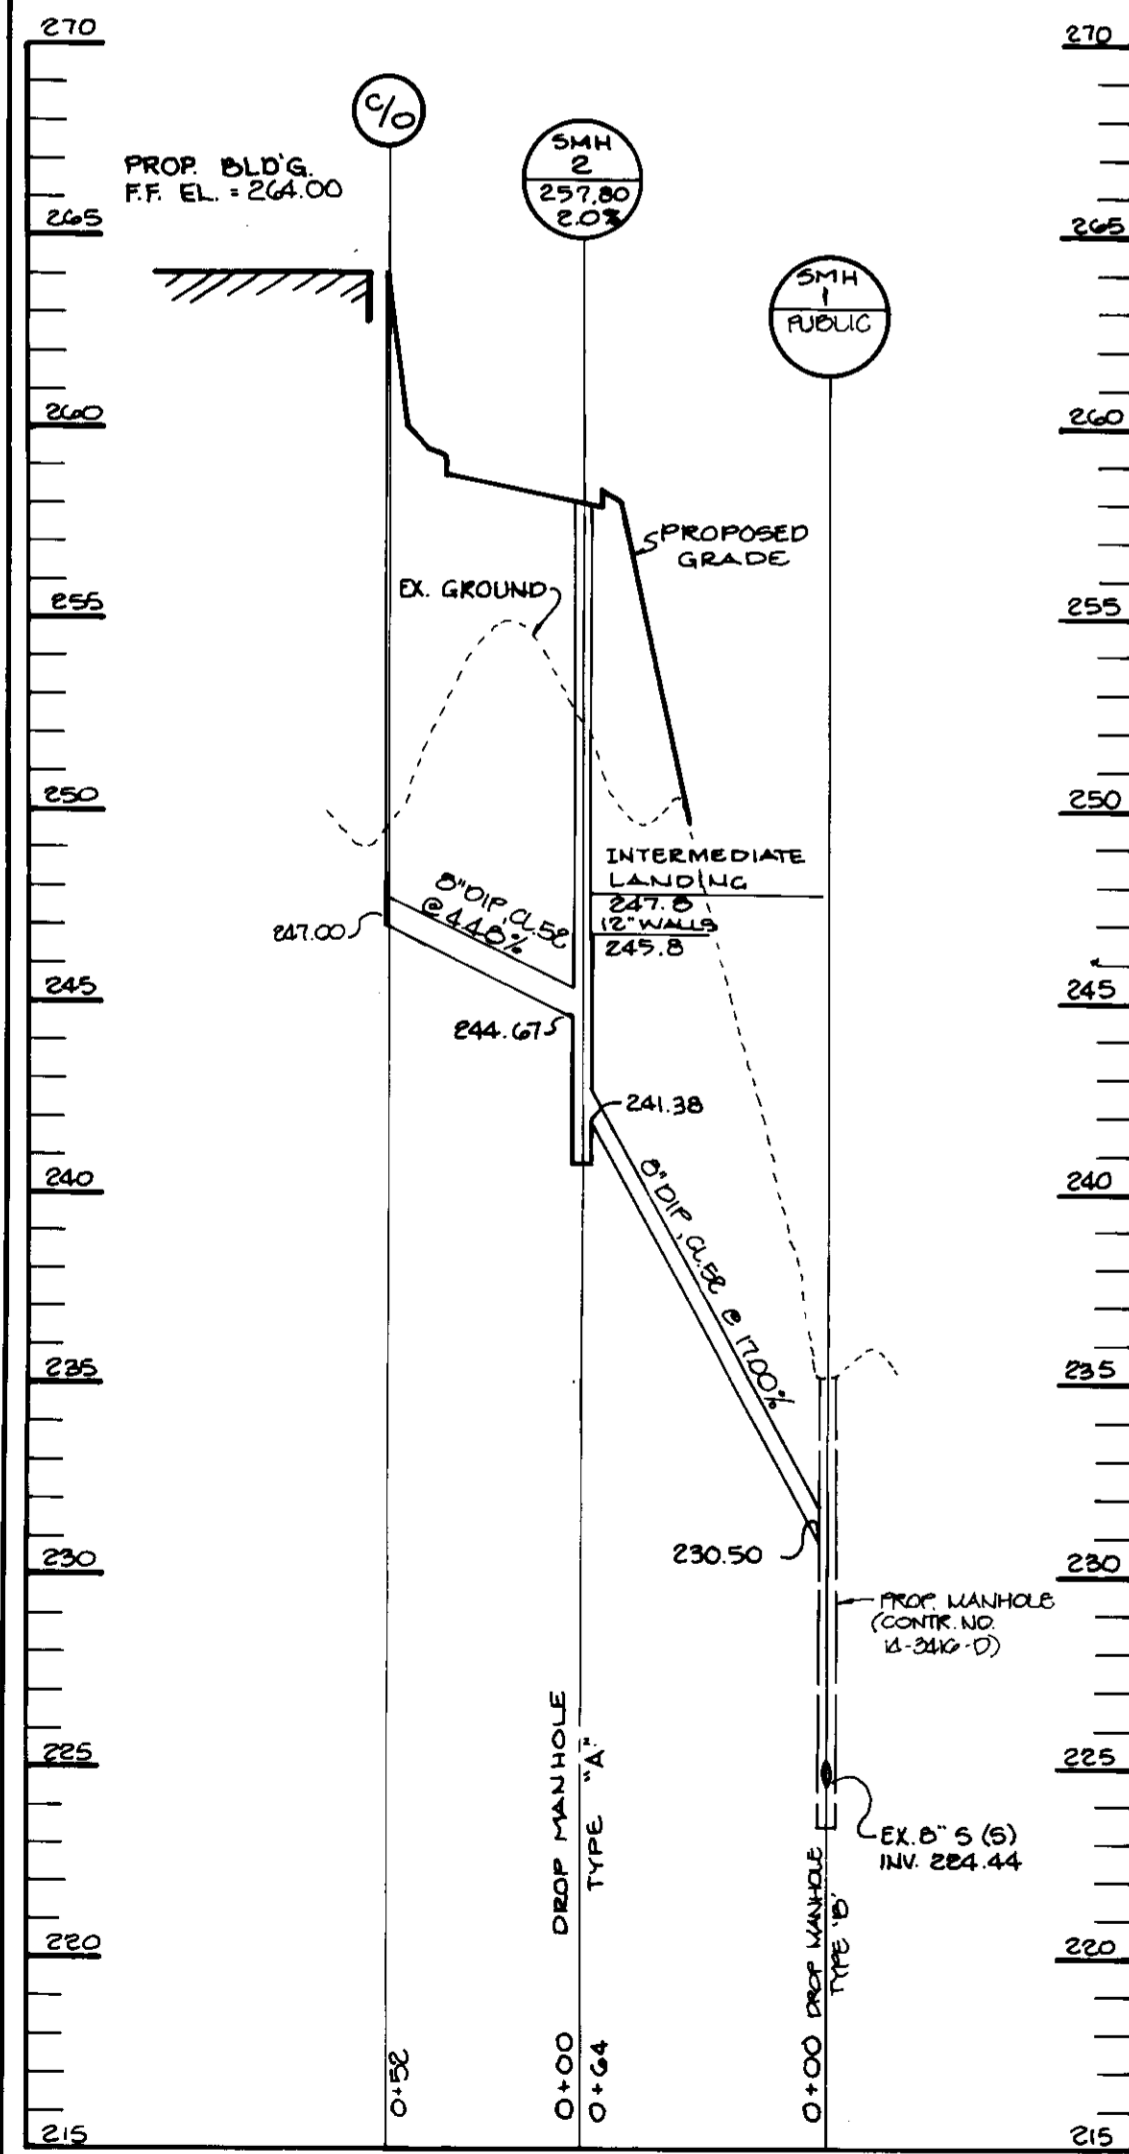 270
270
C/O
SMH
2
257.80
2.0%
PROP. BLD'G.
F.F. EL. = 264.00
265
265
SMH
1
PUBLIC
260
260
PROPOSED
GRADE
EX. GROUND
255
255
250
250
INTERMEDIATE
LANDING
247.8
12" WALLS
245.8
8" DIP, CL.52
@ 4.48%
247.00
245
245
244.67
241.38
240
240
8" DIP, CL.52 @ 17.00%
235
235
230.50
230
230
PROP. MANHOLE
(CONTR. NO.
14-3416-D)
225
225
DROP MANHOLE
TYPE "A"
EX. 8" S (S)
INV. 224.44
DROP MANHOLE
TYPE 'B'
220
220
0+52
0+00
0+64
0+00
215
215